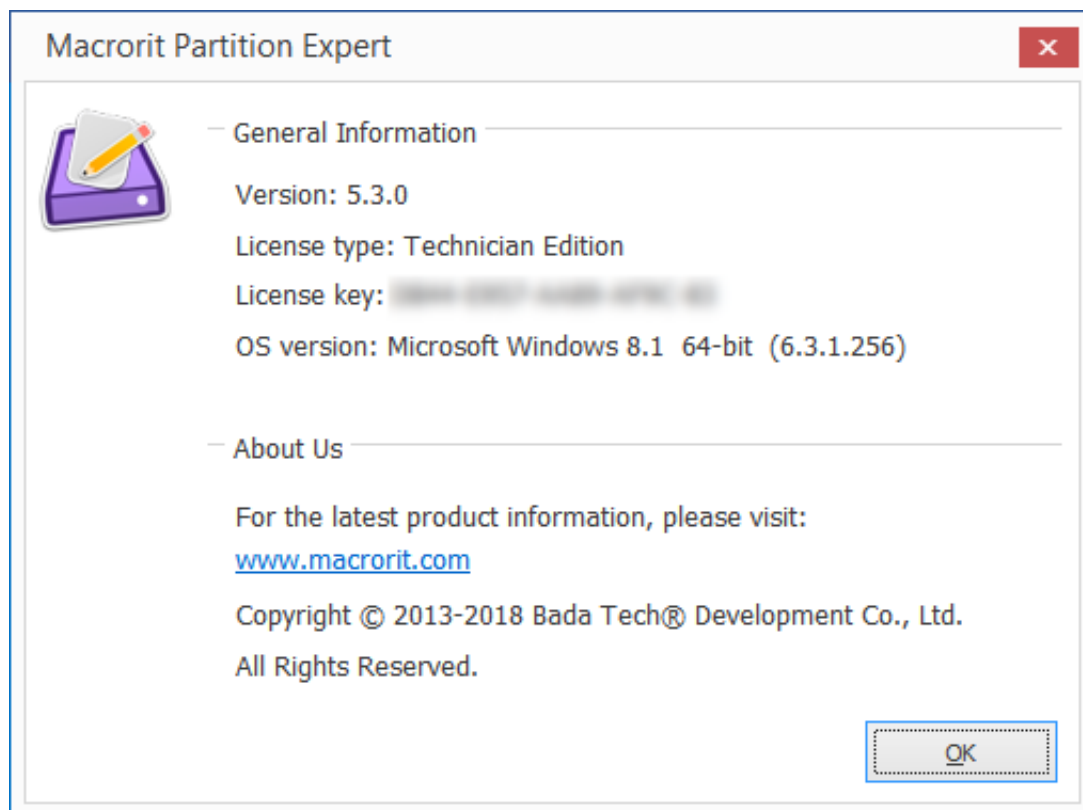 Macrorit Partition Expert
General Information
Version: 5.3.0
License type: Technician Edition
License key:
OS version: Microsoft Windows 8.1 64-bit (6.3.1.256)
About Us
For the latest product information, please visit:
www.macrorit.com
Copyright © 2013-2018 Bada Tech® Development Co., Ltd.
All Rights Reserved.
OK